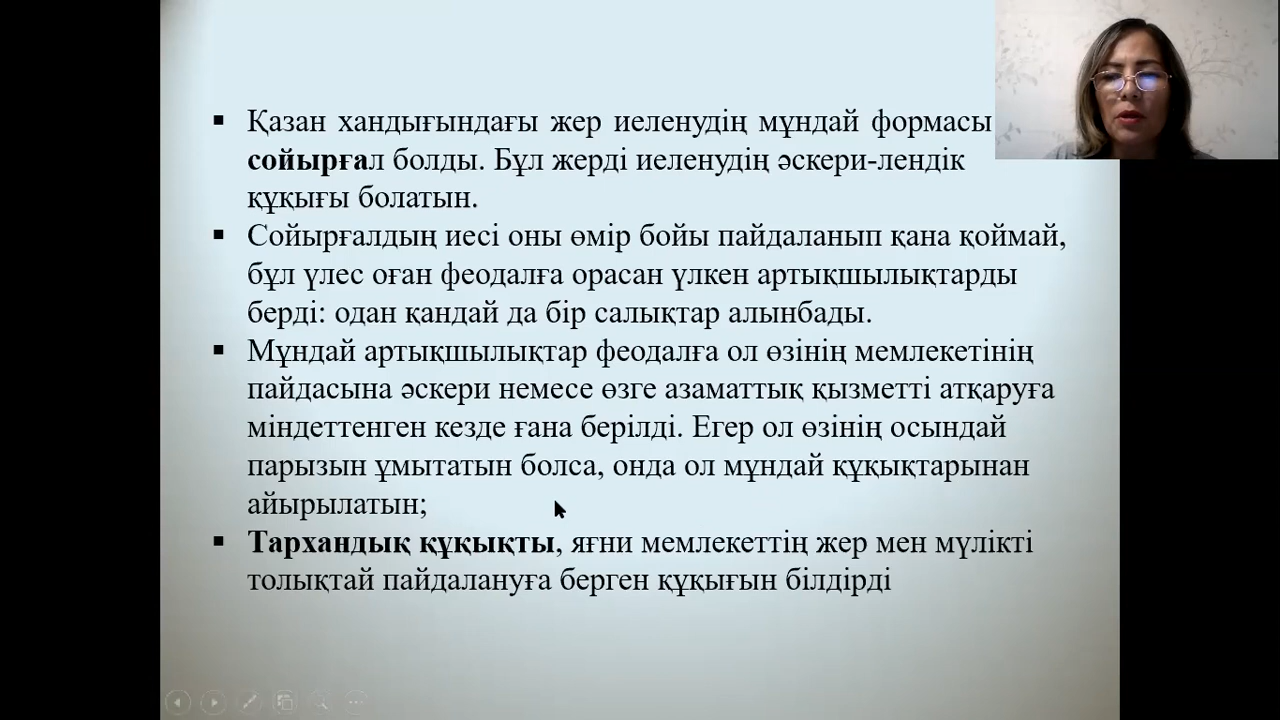 ▪ Қазан хандығындағы жер иеленудің мұндай формасы
сойырғал болды. Бұл жерді иеленудің әскери-лендік
құқығы болатын.
▪ Сойырғалдың иесі оны өмір бойы пайдаланып қана қоймай,
бұл үлес оған феодалға орасан үлкен артықшылықтарды
берді: одан қандай да бір салықтар алынбады.
▪ Мұндай артықшылықтар феодалға ол өзінің мемлекетінің
пайдасына әскери немесе өзге азаматтық қызметті атқаруға
міндеттенген кезде ғана берілді. Егер ол өзінің осындай
парызын ұмытатын болса, онда ол мұндай құқықтарынан
айырылатын;
▪ Тархандық құқықты, яғни мемлекеттің жер мен мүлікті
толықтай пайдалануға берген құқығын білдірді